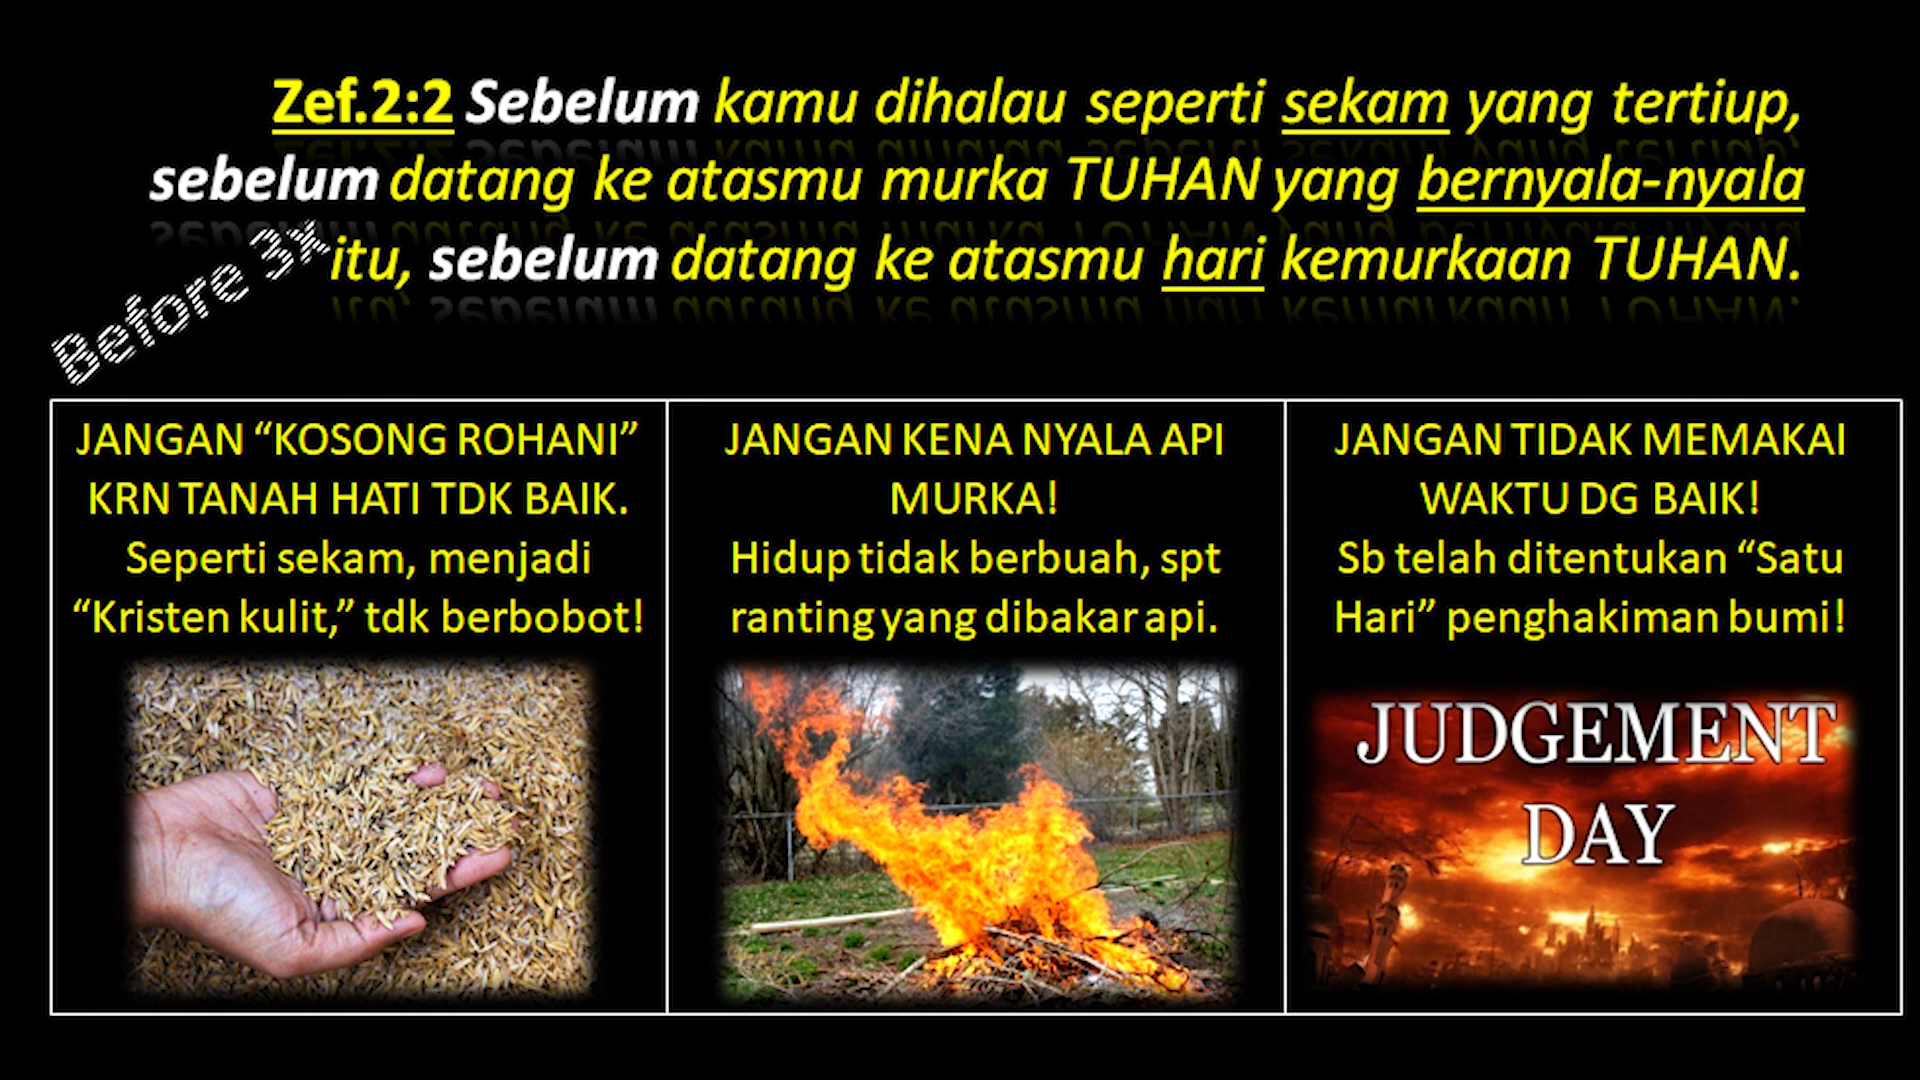 Zef.2:2 Sebelum kamu dihalau seperti sekam yang tertiup,
sebelum datang ke atasmu murka TUHAN yang bernyala-nyala
itu, sebelum datang ke atasmu hari kemurkaan TUHAN.
Before 3x
JANGAN “KOSONG ROHANI”
KRN TANAH HATI TDK BAIK.
Seperti sekam, menjadi
“Kristen kulit,” tdk berbobot!
JANGAN KENA NYALA API
MURKA!
Hidup tidak berbuah, spt
ranting yang dibakar api.
JANGAN TIDAK MEMAKAI
WAKTU DG BAIK!
Sb telah ditentukan “Satu
Hari” penghakiman bumi!
JUDGEMENT
DAY